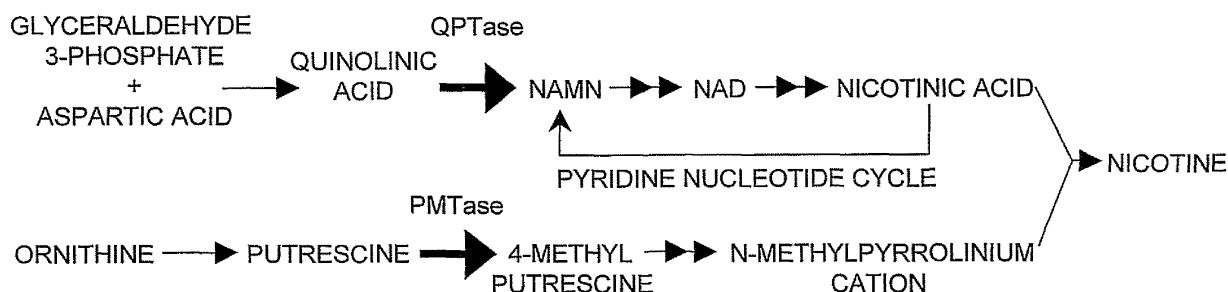 GLYCERALDEHYDE
3-PHOSPHATE
+
ASPARTIC ACID
QUINOLINIC
ACID
QPTase
NAMN
NAD
NICOTINIC ACID
PYRIDINE NUCLEOTIDE CYCLE
NICOTINE
PMTase
ORNITHINE
PUTRESCINE
4-METHYL
PUTRESCINE
N-METHYLPYRROLINIUM
CATION